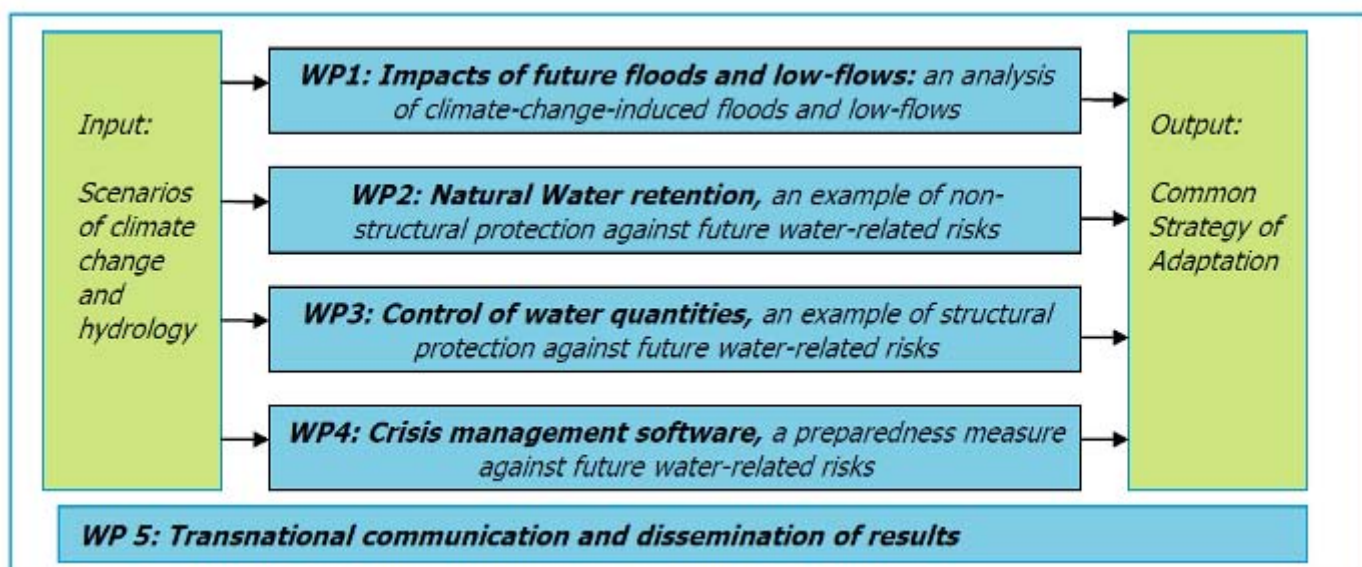 Input:
Scenarios
of climate
change
and
hydrology
WP1: Impacts of future floods and low-flows: an analysis
of climate-change-induced floods and low-flows
WP2: Natural Water retention, an example of non-
structural protection against future water-related risks
WP3: Control of water quantities, an example of structural
protection against future water-related risks
WP4: Crisis management software, a preparedness measure
against future water-related risks
Output:
Common
Strategy of
Adaptation
WP 5: Transnational communication and dissemination of results